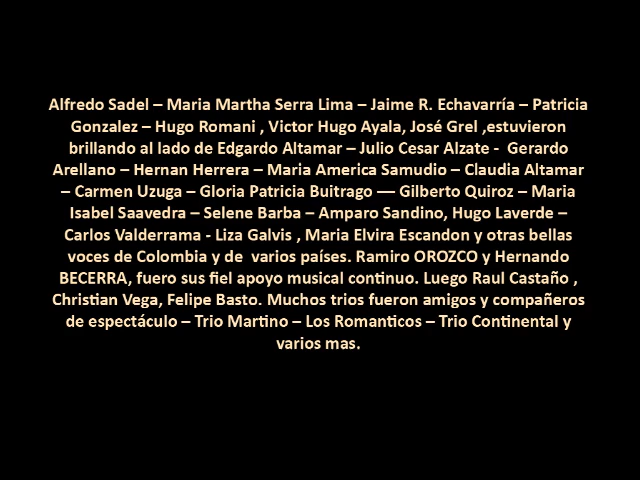 Alfredo Sadel – Maria Martha Serra Lima – Jaime R. Echavarría – Patricia
Gonzalez – Hugo Romani , Victor Hugo Ayala, José Grel ,estuvieron
brillando al lado de Edgardo Altamar – Julio Cesar Alzate -  Gerardo
Arellano – Hernan Herrera – Maria America Samudio – Claudia Altamar
– Carmen Uzuga – Gloria Patricia Buitrago –– Gilberto Quiroz – Maria
Isabel Saavedra – Selene Barba – Amparo Sandino, Hugo Laverde –
Carlos Valderrama - Liza Galvis , Maria Elvira Escandon y otras bellas
voces de Colombia y de  varios países. Ramiro OROZCO y Hernando
BECERRA, fuero sus fiel apoyo musical continuo. Luego Raul Castaño ,
Christian Vega, Felipe Basto. Muchos trios fueron amigos y compañeros
de espectáculo – Trio Martino – Los Romanticos – Trio Continental y
varios mas.